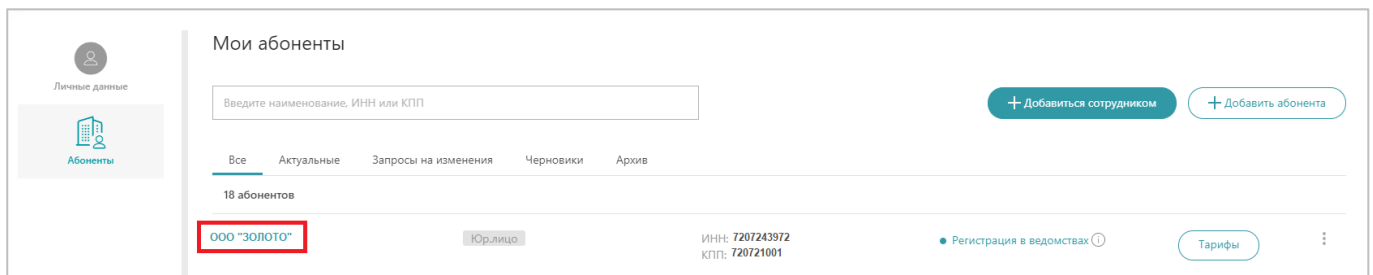 Личные данные
Абоненты
Мои абоненты
Введите наименование, ИНН или КПП
Добавиться сотрудником
Добавить абонента
Все Актуальные Запросы на изменения Черновики Архив
18 абонентов
ООО "ЗОЛОТО" Юр.лицо ИНН: 7207243972 Регистрация в ведомствах Тарифы
КПП: 720721001